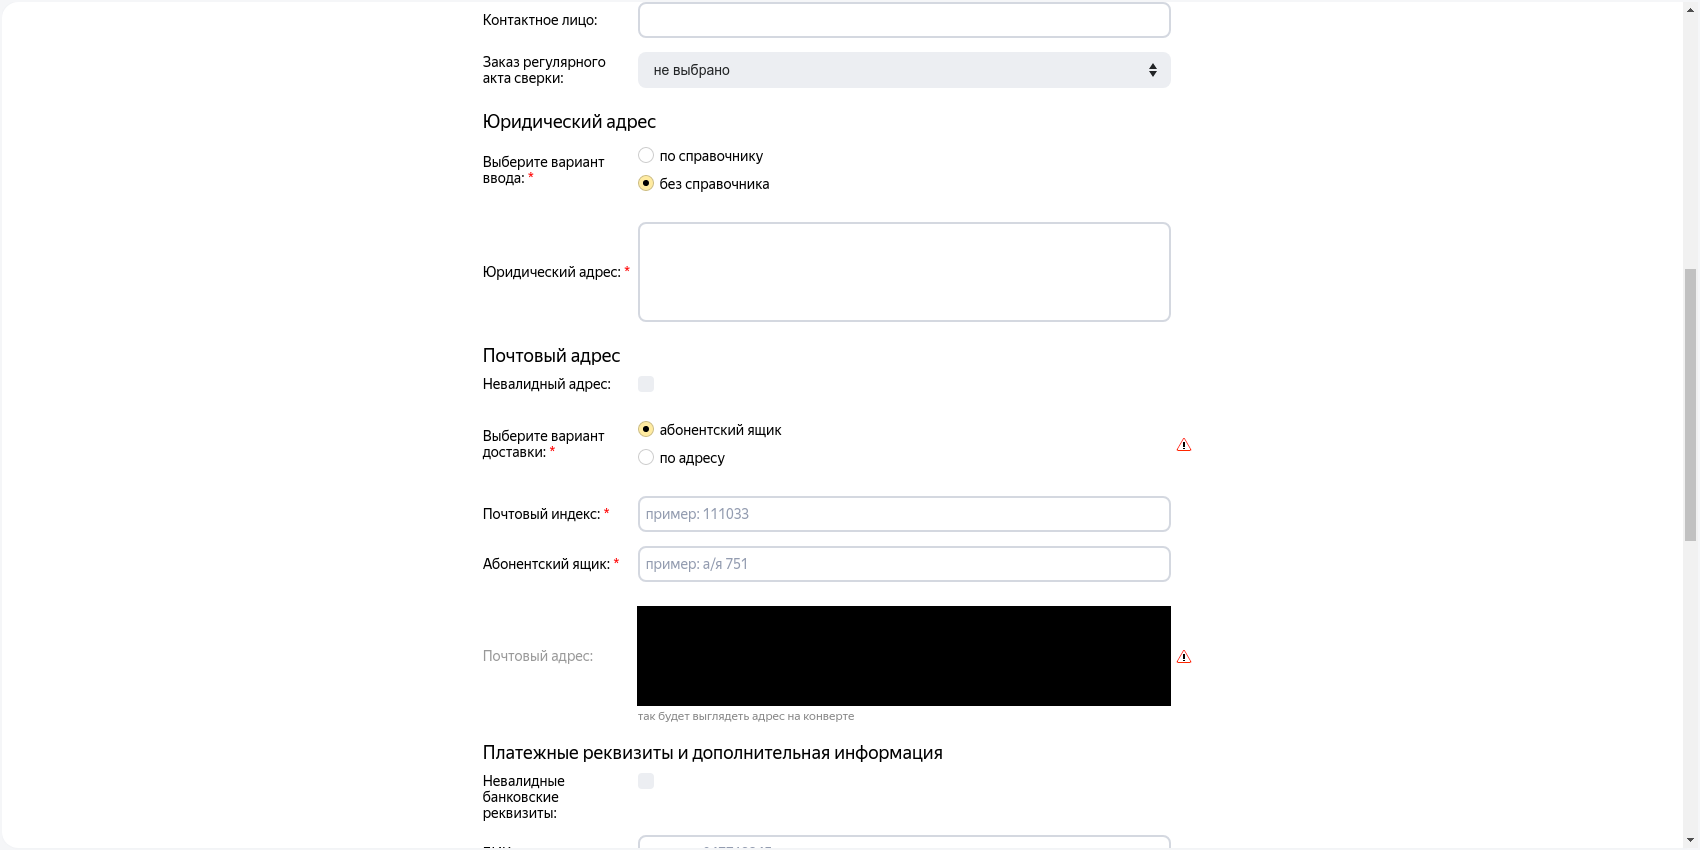 Контактное лицо:
Заказ регулярного
акта сверки:
не выбрано
Юридический адрес
Выберите вариант
ввода: *
по справочнику
без справочника
Юридический адрес: *
Почтовый адрес
Невалидный адрес:
Выберите вариант
доставки: *
абонентский ящик
по адресу
Почтовый индекс: *
пример: 111033
Абонентский ящик: *
пример: а/я 751
Почтовый адрес:
так будет выглядеть адрес на конверте
Платежные реквизиты и дополнительная информация
Невалидные
банковские
реквизиты: